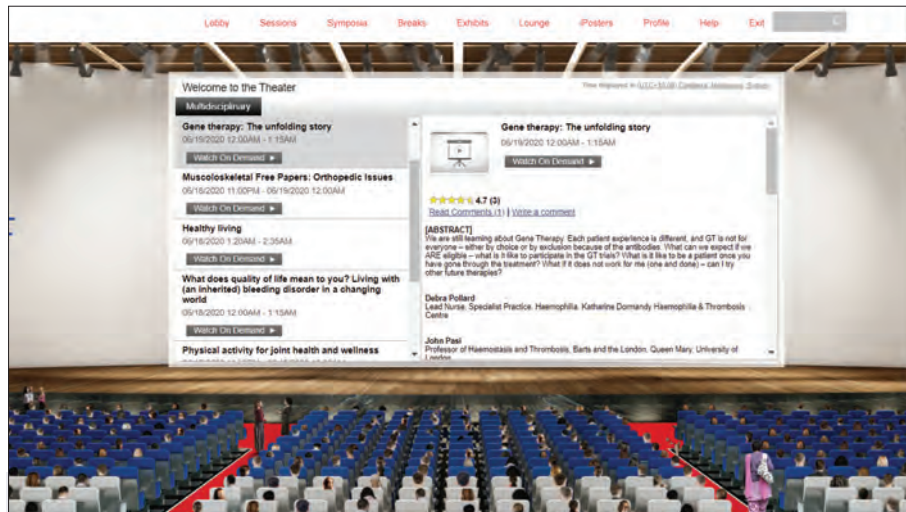 Lobby Sessions Symposia Breaks Exhibits Lounge iPosters Profile Help Exit
Welcome to the Theater
Time displayed in
Multidisciplinary
Gene therapy: The unfolding story
06/19/2020 12:00AM - 1:15AM
Watch On Demand
Muscoloskeletal Free Papers: Orthopedic Issues
06/18/2020 11:00PM - 06/19/2020 12:00AM
Watch On Demand
Healthy living
06/18/2020 1:20AM - 2:35AM
Watch On Demand
What does quality of life mean to you? Living with
(an inherited) bleeding disorder in a changing
world
06/18/2020 12:00AM - 1:15AM
Watch On Demand
Physical activity for joint health and wellness
Gene therapy: The unfolding story
06/19/2020 12:00AM - 1:15AM
Watch On Demand
4.7 (3)
Read Comments (1) | Write a comment
[ABSTRACT]
We are still learning about Gene Therapy. Each patient experience is different, and GT is not for
everyone – either by choice or by exclusion because of the antibodies. What can we expect if we
ARE eligible – what is it like to participate in the GT trials? What is it like to be a patient once you
have gone through the treatment? What if it does not work for me (one and done) – can I try
other future therapies?
Debra Pollard
Lead Nurse, Specialist Practice, Haemophilia, Katharine Dormandy Haemophilia & Thrombosis
Centre
John Pasi
Professor of Haemostasis and Thrombosis, Barts and the London, Queen Mary, University of
London